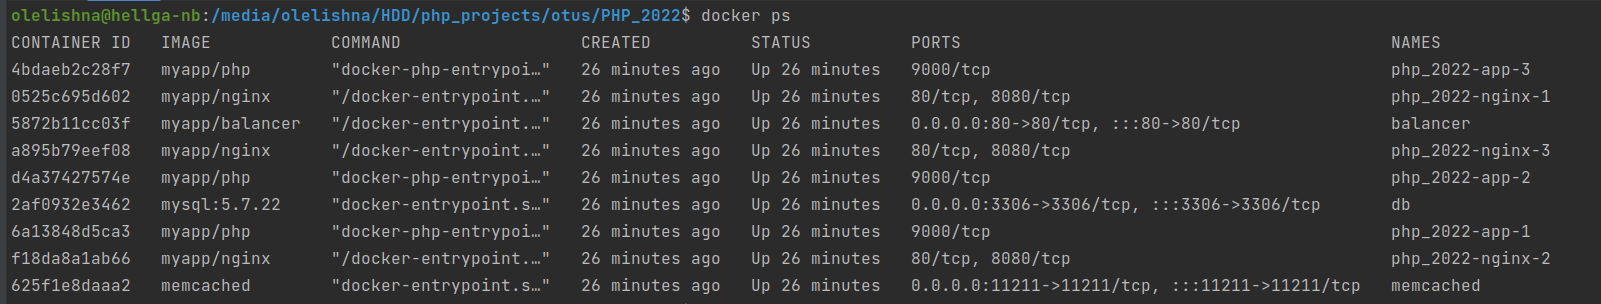 olelishna@hellga-nb:/media/olelishna/HDD/php_projects/otus/PHP_2022$ docker ps
CONTAINER ID   IMAGE            COMMAND                  CREATED          STATUS          PORTS                                           NAMES
4bdaeb2c28f7   myapp/php        "docker-php-entrypoi…"   26 minutes ago   Up 26 minutes   9000/tcp                                        php_2022-app-3
0525c695d602   myapp/nginx      "/docker-entrypoint.…"   26 minutes ago   Up 26 minutes   80/tcp, 8080/tcp                                php_2022-nginx-1
5872b11cc03f   myapp/balancer   "/docker-entrypoint.…"   26 minutes ago   Up 26 minutes   0.0.0.0:80->80/tcp, :::80->80/tcp               balancer
a895b79eef08   myapp/nginx      "/docker-entrypoint.…"   26 minutes ago   Up 26 minutes   80/tcp, 8080/tcp                                php_2022-nginx-3
d4a37427574e   myapp/php        "docker-php-entrypoi…"   26 minutes ago   Up 26 minutes   9000/tcp                                        php_2022-app-2
2af0932e3462   mysql:5.7.22     "docker-entrypoint.s…"   26 minutes ago   Up 26 minutes   0.0.0.0:3306->3306/tcp, :::3306->3306/tcp       db
6a13848d5ca3   myapp/php        "docker-php-entrypoi…"   26 minutes ago   Up 26 minutes   9000/tcp                                        php_2022-app-1
f18da8a1ab66   myapp/nginx      "/docker-entrypoint.…"   26 minutes ago   Up 26 minutes   80/tcp, 8080/tcp                                php_2022-nginx-2
625f1e8daaa2   memcached        "docker-entrypoint.s…"   26 minutes ago   Up 26 minutes   0.0.0.0:11211->11211/tcp, :::11211->11211/tcp   memcached